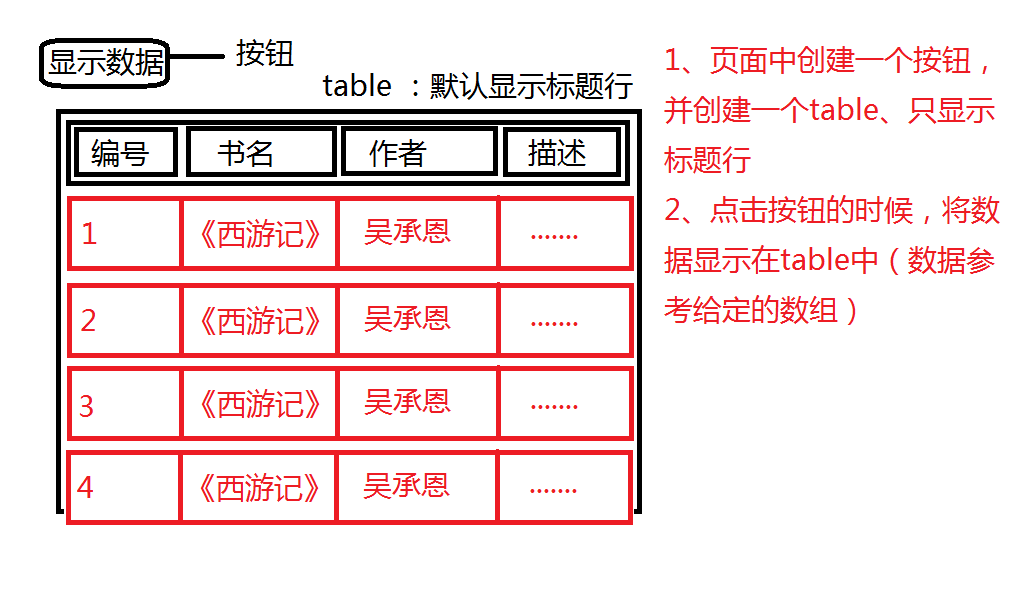 显示数据 按钮
table ：默认显示标题行
编号 书名 作者 描述
1 《西游记》 吴承恩 .......
2 《西游记》 吴承恩 .......
3 《西游记》 吴承恩 .......
4 《西游记》 吴承恩 .......
1、页面中创建一个按钮，
并创建一个table、只显示
标题行
2、点击按钮的时候，将数
据显示在table中（数据参
考给定的数组）